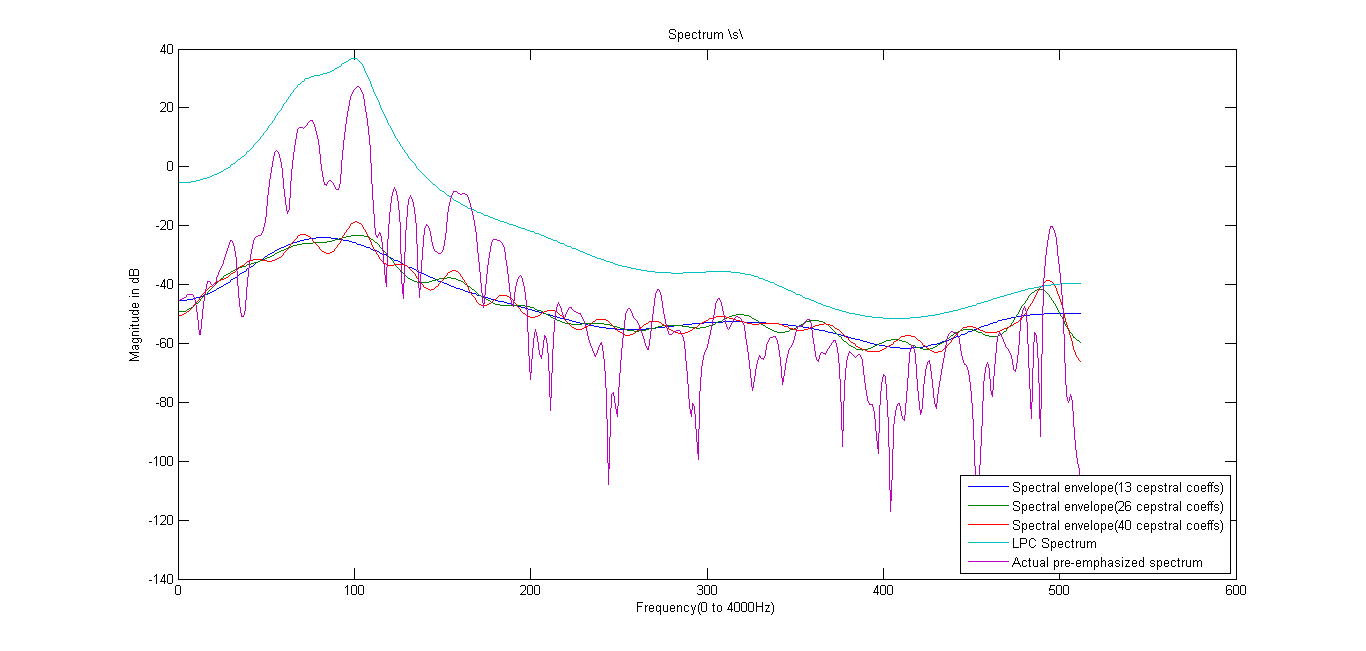 Spectrum \s\
40
20
0
-20
-40
-60
-80
-100
-120
-140
Magnitude in dB
Spectral envelope(13 cepstral coeffs)
Spectral envelope(26 cepstral coeffs)
Spectral envelope(40 cepstral coeffs)
LPC Spectrum
Actual pre-emphasized spectrum
0 100 200 300 400 500 600
Frequency(0 to 4000Hz)